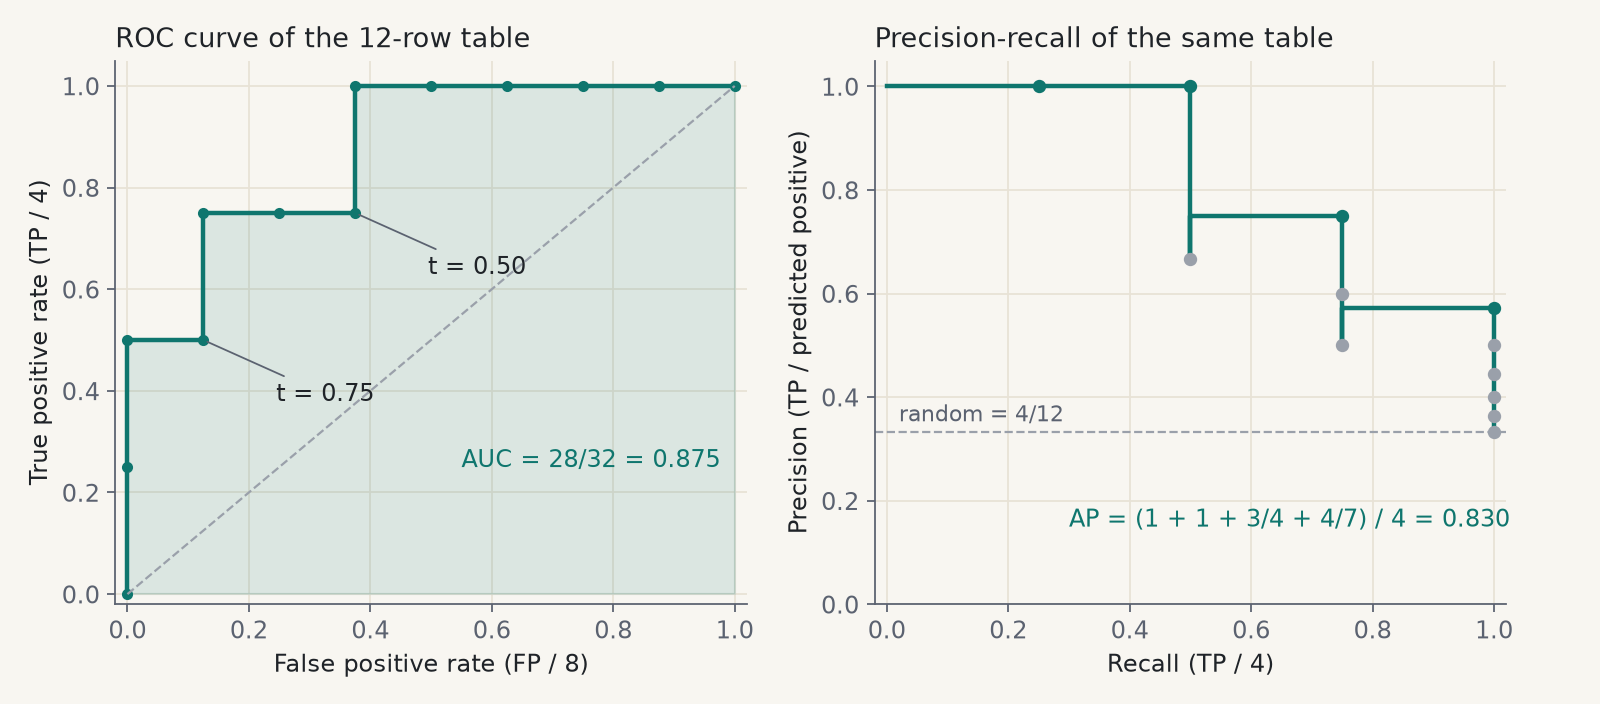 ROC curve of the 12-row table
True positive rate (TP / 4)
1.0
0.8
0.6
0.4
0.2
0.0
t = 0.50
t = 0.75
AUC = 28/32 = 0.875
0.0 0.2 0.4 0.6 0.8 1.0
False positive rate (FP / 8)
Precision-recall of the same table
Precision (TP / predicted positive)
1.0
0.8
0.6
0.4
0.2
0.0
random = 4/12
AP = (1 + 1 + 3/4 + 4/7) / 4 = 0.830
0.0 0.2 0.4 0.6 0.8 1.0
Recall (TP / 4)